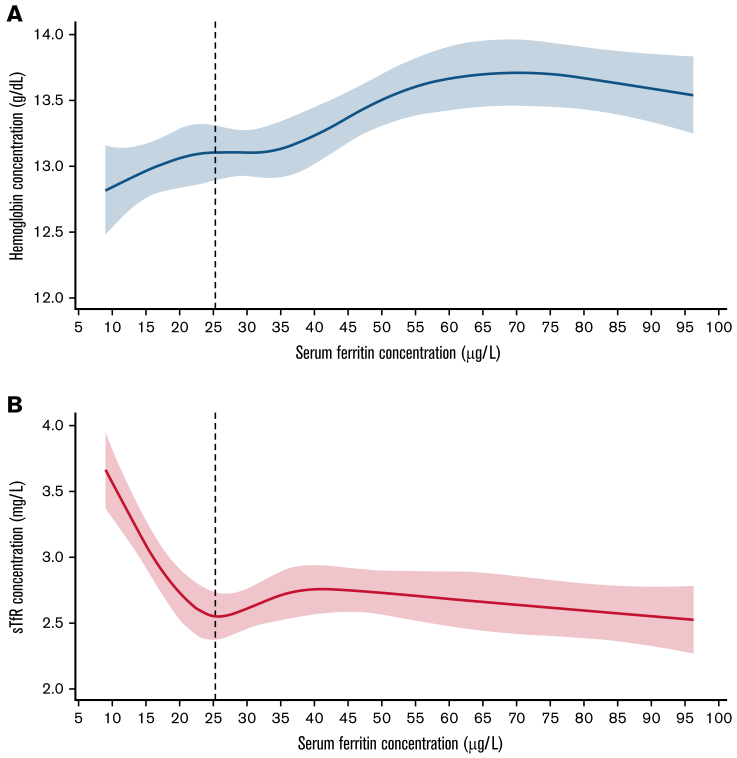 A
14.0
13.5
13.0
12.5
12.0
Hemoglobin concentration (g/dL)
5 10 15 20 25 30 35 40 45 50 55 60 65 70 75 80 85 90 95 100
Serum ferritin concentration (μg/L)
B
4.0
3.5
3.0
2.5
2.0
sTfR concentration (mg/L)
5 10 15 20 25 30 35 40 45 50 55 60 65 70 75 80 85 90 95 100
Serum ferritin concentration (μg/L)